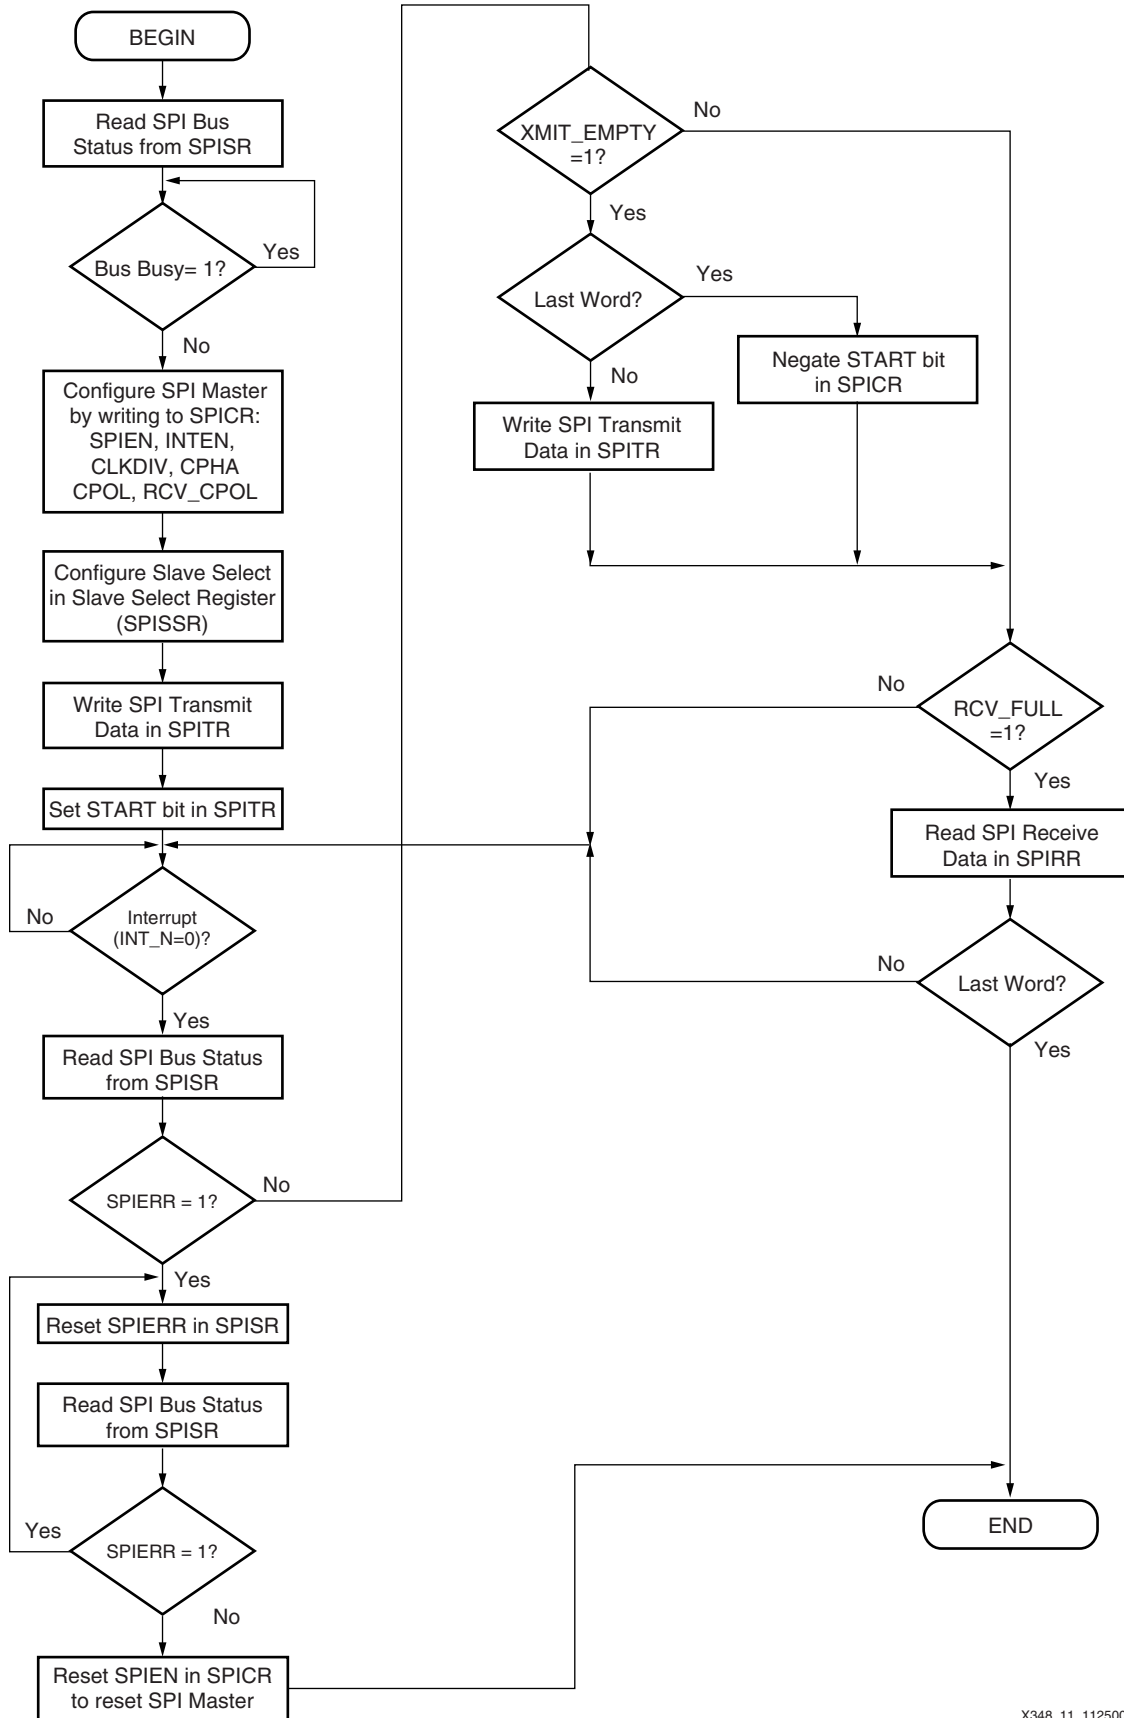 BEGIN
Read SPI Bus
Status from SPISR
Bus Busy= 1?
Yes
No
Configure SPI Master
by writing to SPICR:
SPIEN, INTEN,
CLKDIV, CPHA
CPOL, RCV_CPOL
Configure Slave Select
in Slave Select Register
(SPISSR)
Write SPI Transmit
Data in SPITR
Set START bit in SPITR
No
Interrupt
(INT_N=0)?
Yes
Read SPI Bus Status
from SPISR
SPIERR = 1?
No
Yes
Reset SPIERR in SPISR
Read SPI Bus Status
from SPISR
Yes
SPIERR = 1?
No
Reset SPIEN in SPICR
to reset SPI Master
XMIT_EMPTY
=1?
No
Yes
Last Word?
Yes
No
Negate START bit
in SPICR
Write SPI Transmit
Data in SPITR
No
RCV_FULL
=1?
Yes
Read SPI Receive
Data in SPIRR
No
Last Word?
Yes
END
X348_11_112500